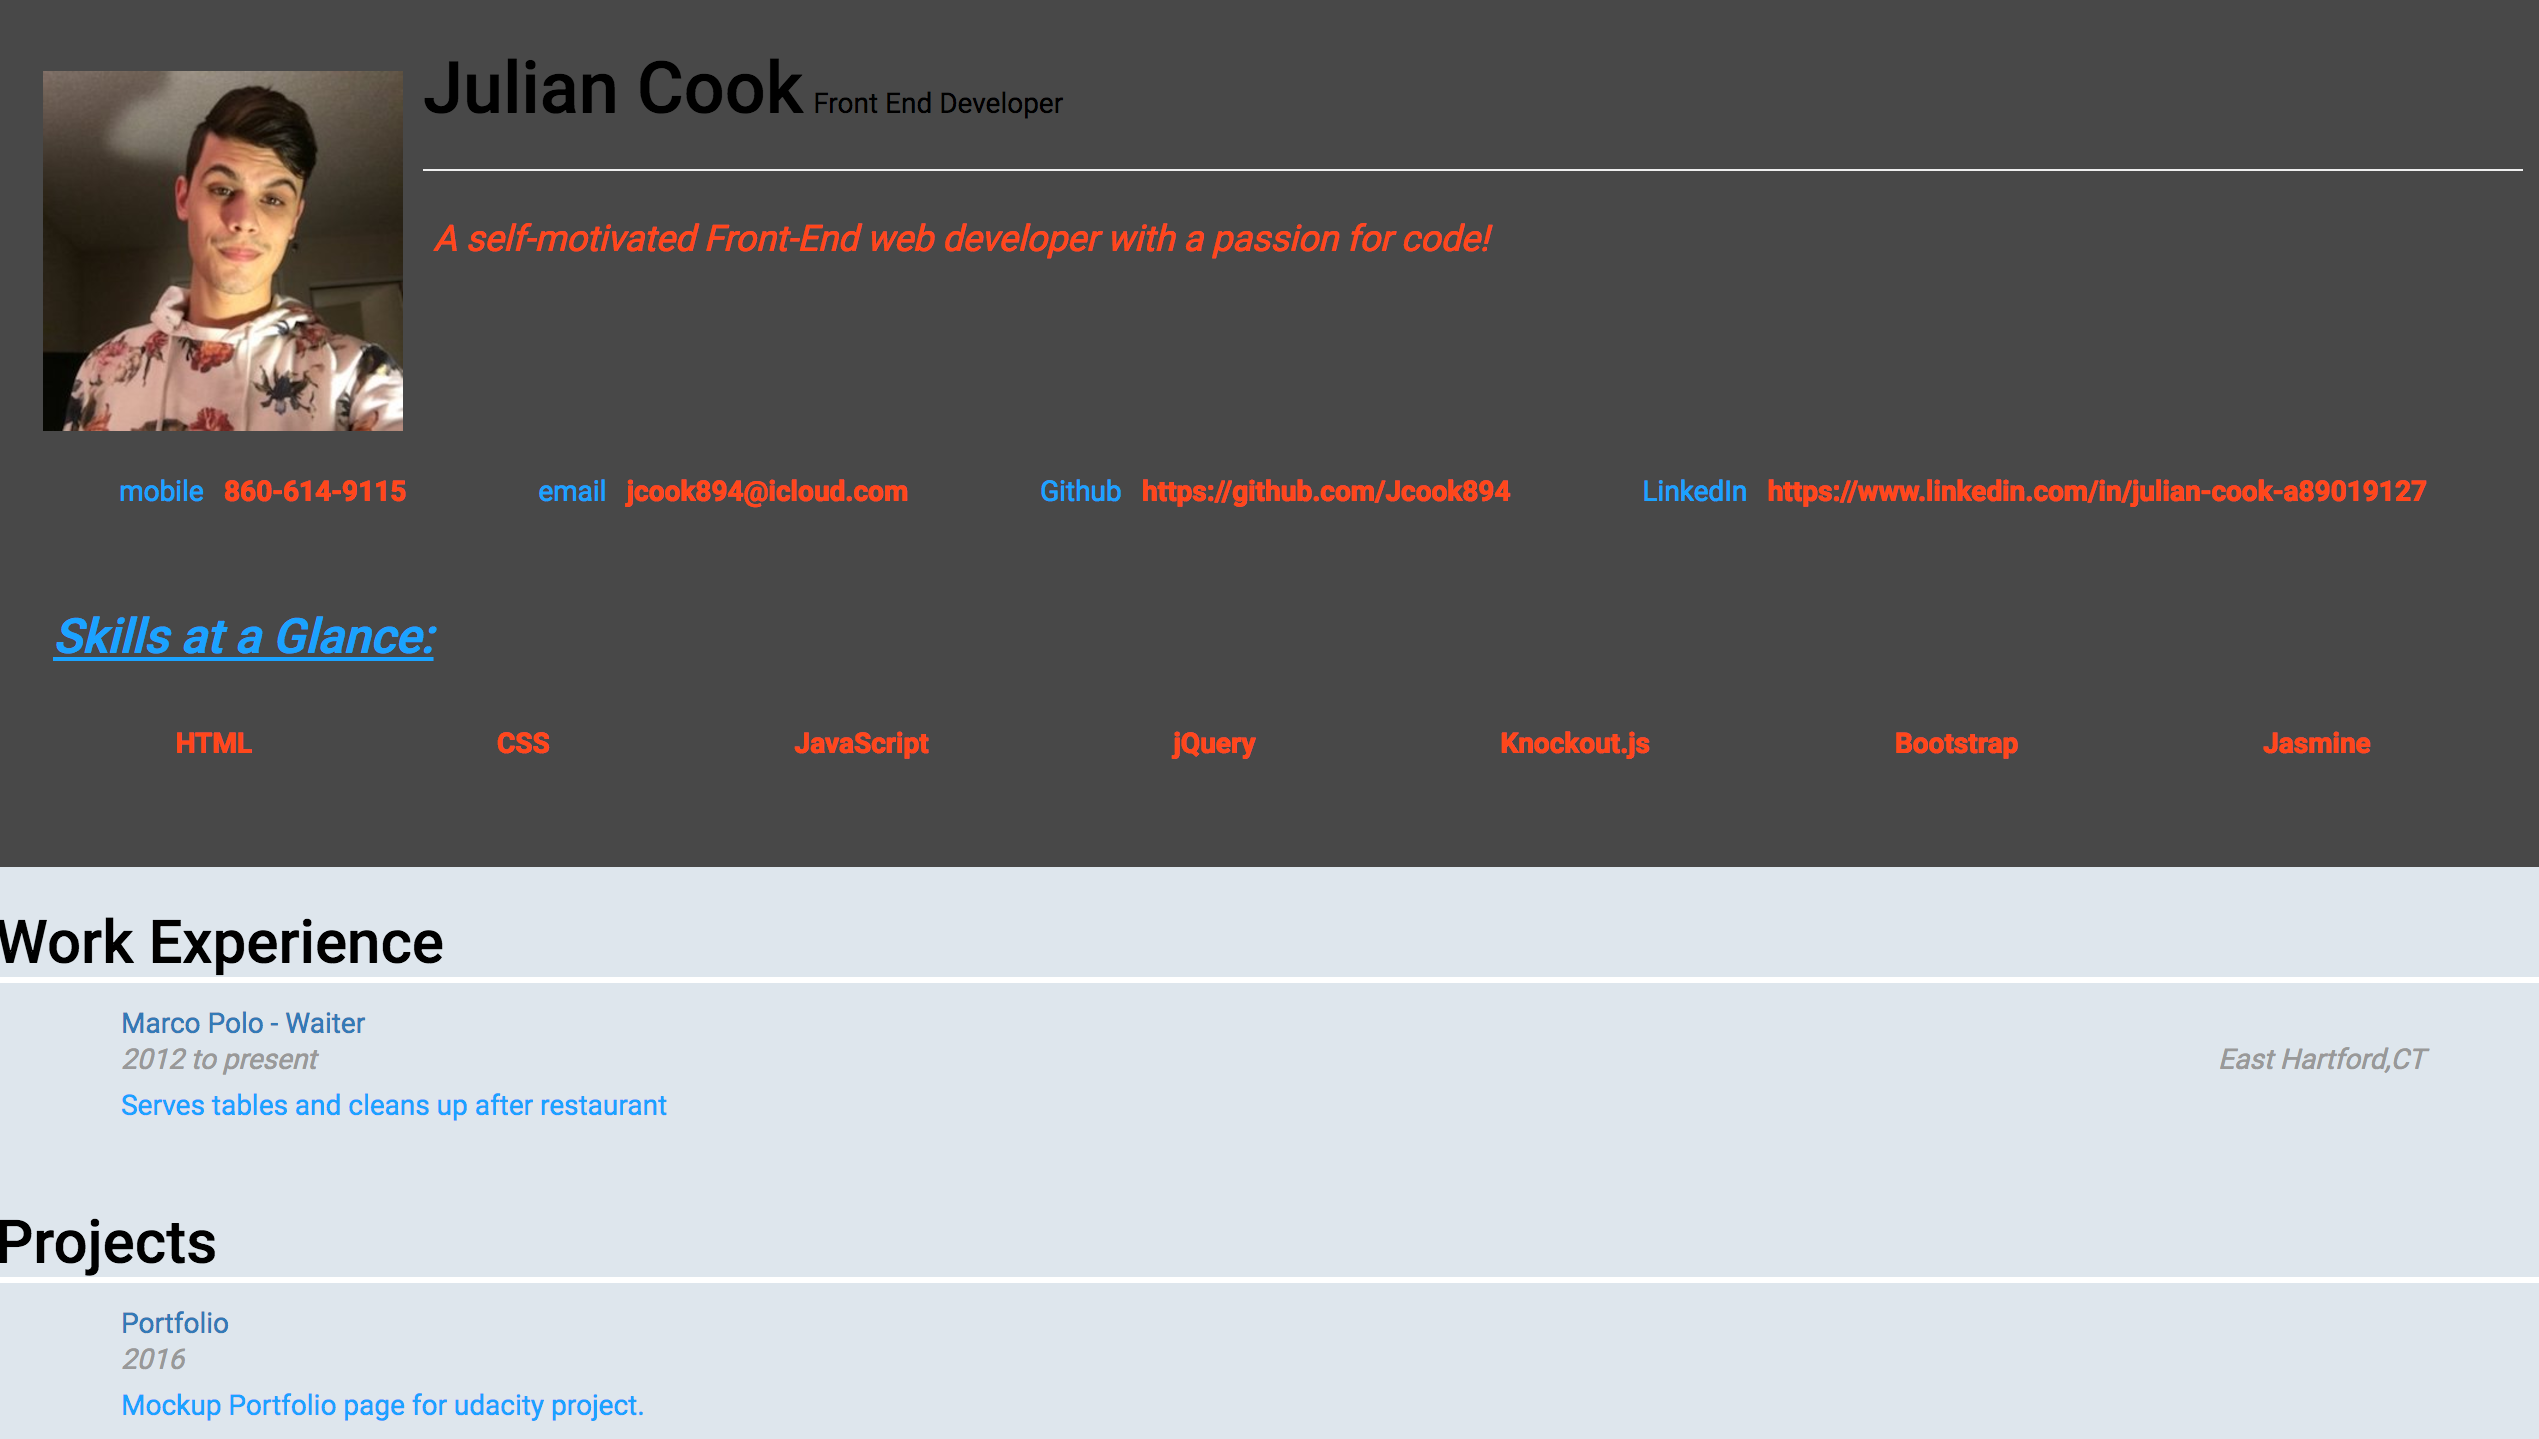 Julian Cook Front End Developer
A self-motivated Front-End web developer with a passion for code!
mobile 860-614-9115 email jcook894@icloud.com Github https://github.com/Jcook894 LinkedIn https://www.linkedin.com/in/julian-cook-a89019127
Skills at a Glance:
HTML CSS JavaScript jQuery Knockout.js Bootstrap Jasmine
Work Experience
Marco Polo - Waiter
2012 to present East Hartford,CT
Serves tables and cleans up after restaurant
Projects
Portfolio
2016
Mockup Portfolio page for udacity project.